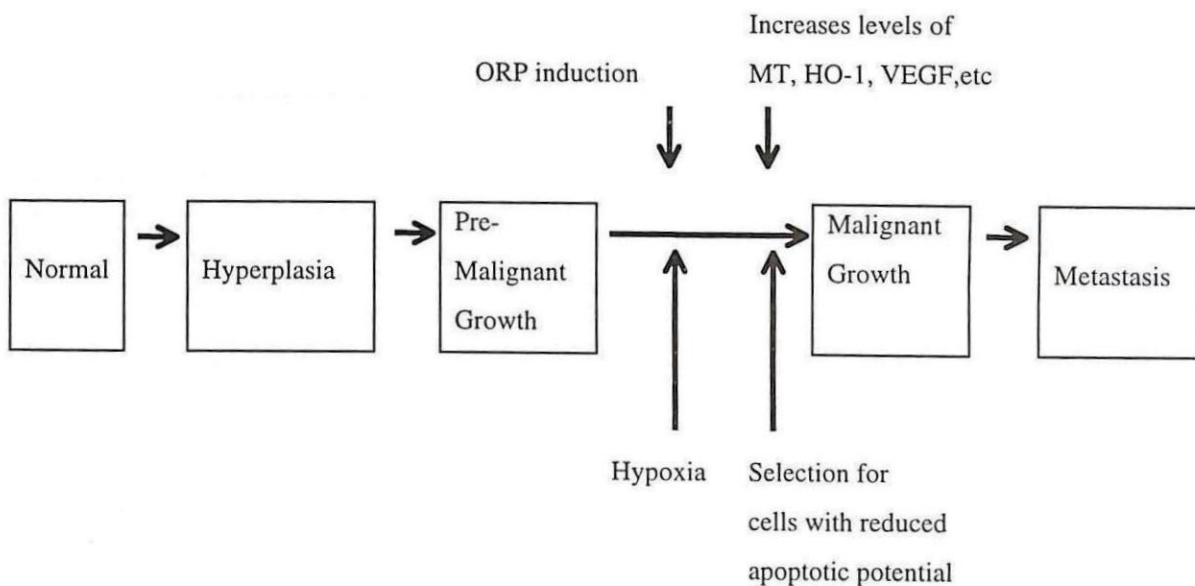 Increases levels of
ORP induction
MT, HO-1, VEGF,etc
Normal
Hyperplasia
Pre-
Malignant
Growth
Malignant
Growth
Metastasis
Hypoxia
Selection for
cells with reduced
apoptotic potential